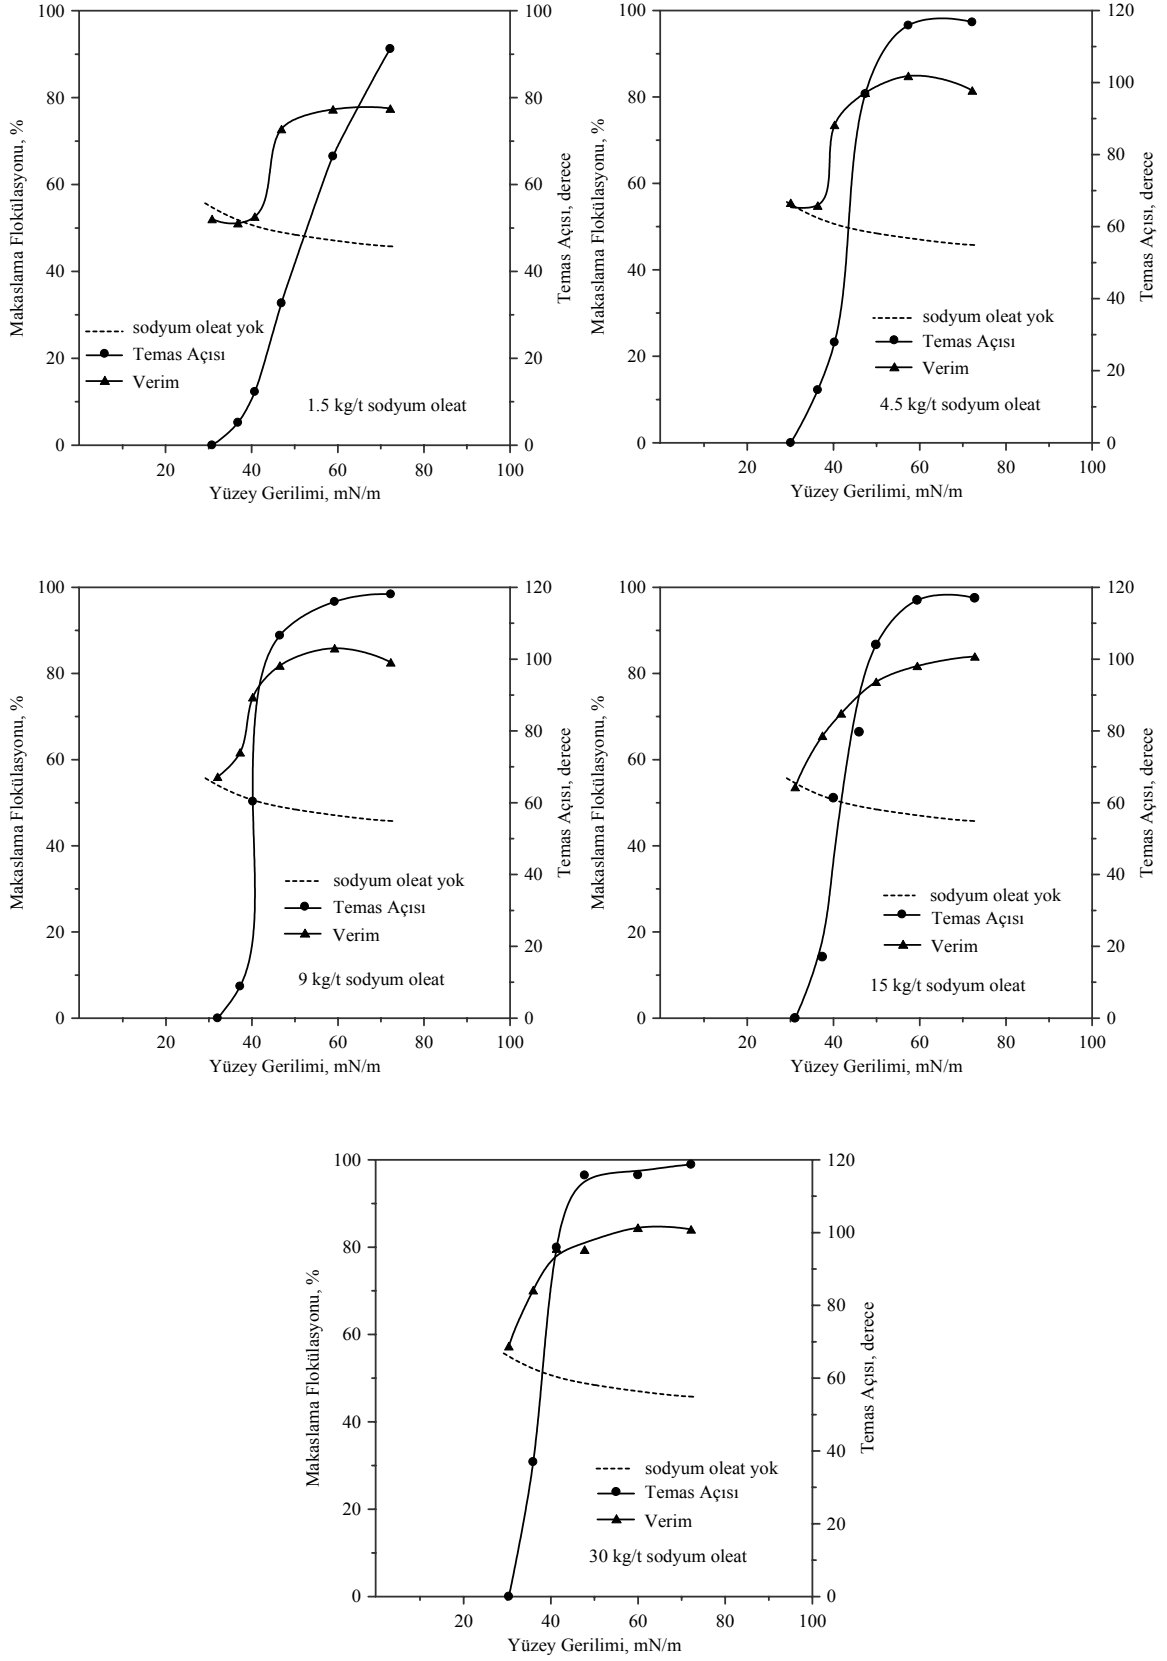 100
80
60
40
20
0
Makaslama Flokülasyonu, %
100
80
60
40
20
0
Temas Açısı, derece
sodyum oleat yok
Temas Açısı
Verim
1.5 kg/t sodyum oleat
20 40 60 80 100
Yüzey Gerilimi, mN/m
100
80
60
40
20
0
Makaslama Flokülasyonu, %
120
100
80
60
40
20
0
Temas Açısı, derece
sodyum oleat yok
Temas Açısı
Verim
4.5 kg/t sodyum oleat
20 40 60 80 100
Yüzey Gerilimi, mN/m
100
80
60
40
20
0
Makaslama Flokülasyonu, %
120
100
80
60
40
20
0
Temas Açısı, derece
sodyum oleat yok
Temas Açısı
Verim
9 kg/t sodyum oleat
20 40 60 80 100
Yüzey Gerilimi, mN/m
100
80
60
40
20
0
Makaslama Flokülasyonu, %
120
100
80
60
40
20
0
Temas Açısı, derece
sodyum oleat yok
Temas Açısı
Verim
15 kg/t sodyum oleat
20 40 60 80 100
Yüzey Gerilimi, mN/m
100
80
60
40
20
0
Makaslama Flokülasyonu, %
120
100
80
60
40
20
0
Temas Açısı, derece
sodyum oleat yok
Temas Açısı
Verim
30 kg/t sodyum oleat
20 40 60 80 100
Yüzey Gerilimi, mN/m